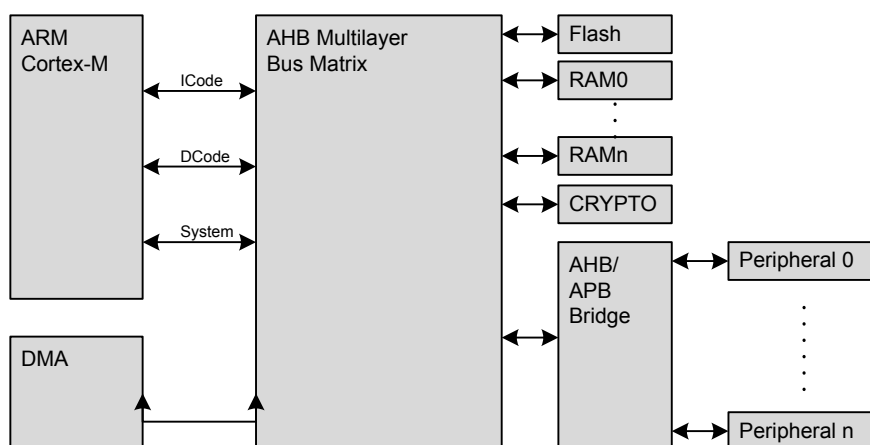 ARM
Cortex-M
ICode
DCode
System
DMA
AHB Multilayer
Bus Matrix
Flash
RAM0
RAMn
CRYPTO
AHB/
APB
Bridge
Peripheral 0
Peripheral n